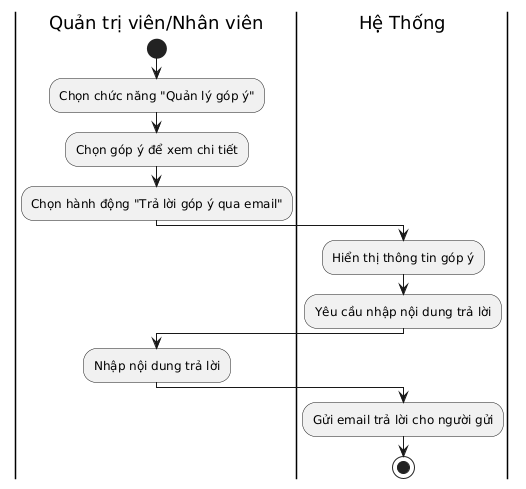 Quản trị viên/Nhân viên
Hệ Thống
Chọn chức năng "Quản lý góp ý"
Chọn góp ý để xem chi tiết
Chọn hành động "Trả lời góp ý qua email"
Hiển thị thông tin góp ý
Yêu cầu nhập nội dung trả lời
Nhập nội dung trả lời
Gửi email trả lời cho người gửi